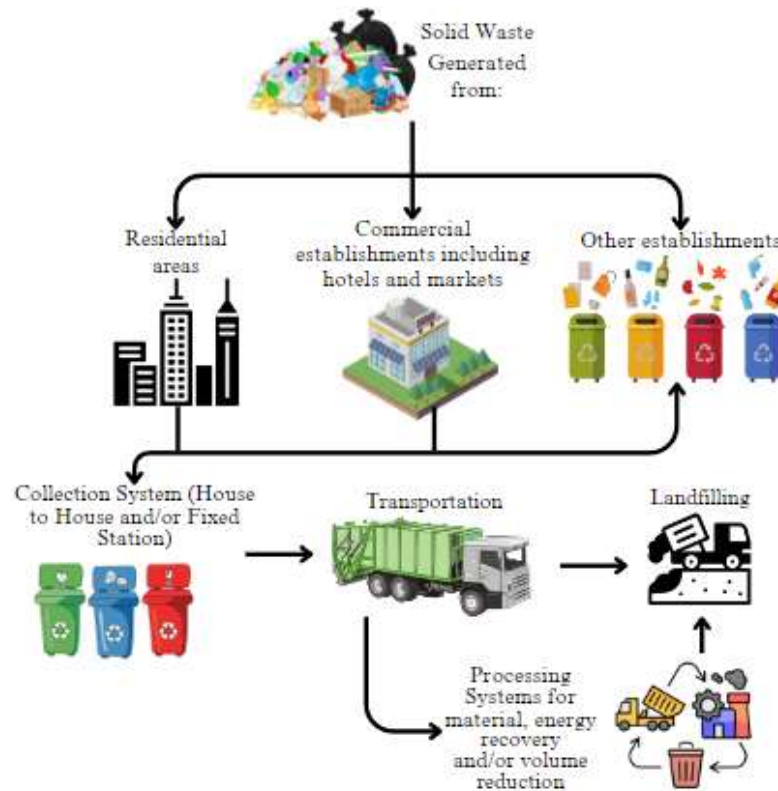 Solid Waste
Generated
from:
Residential
areas
Commercial
establishments including
hotels and markets
Other establishments
Collection System (House
to House and/or Fixed
Station)
Transportation
Landfilling
Processing
Systems for
material, energy
recovery
and/or volume
reduction